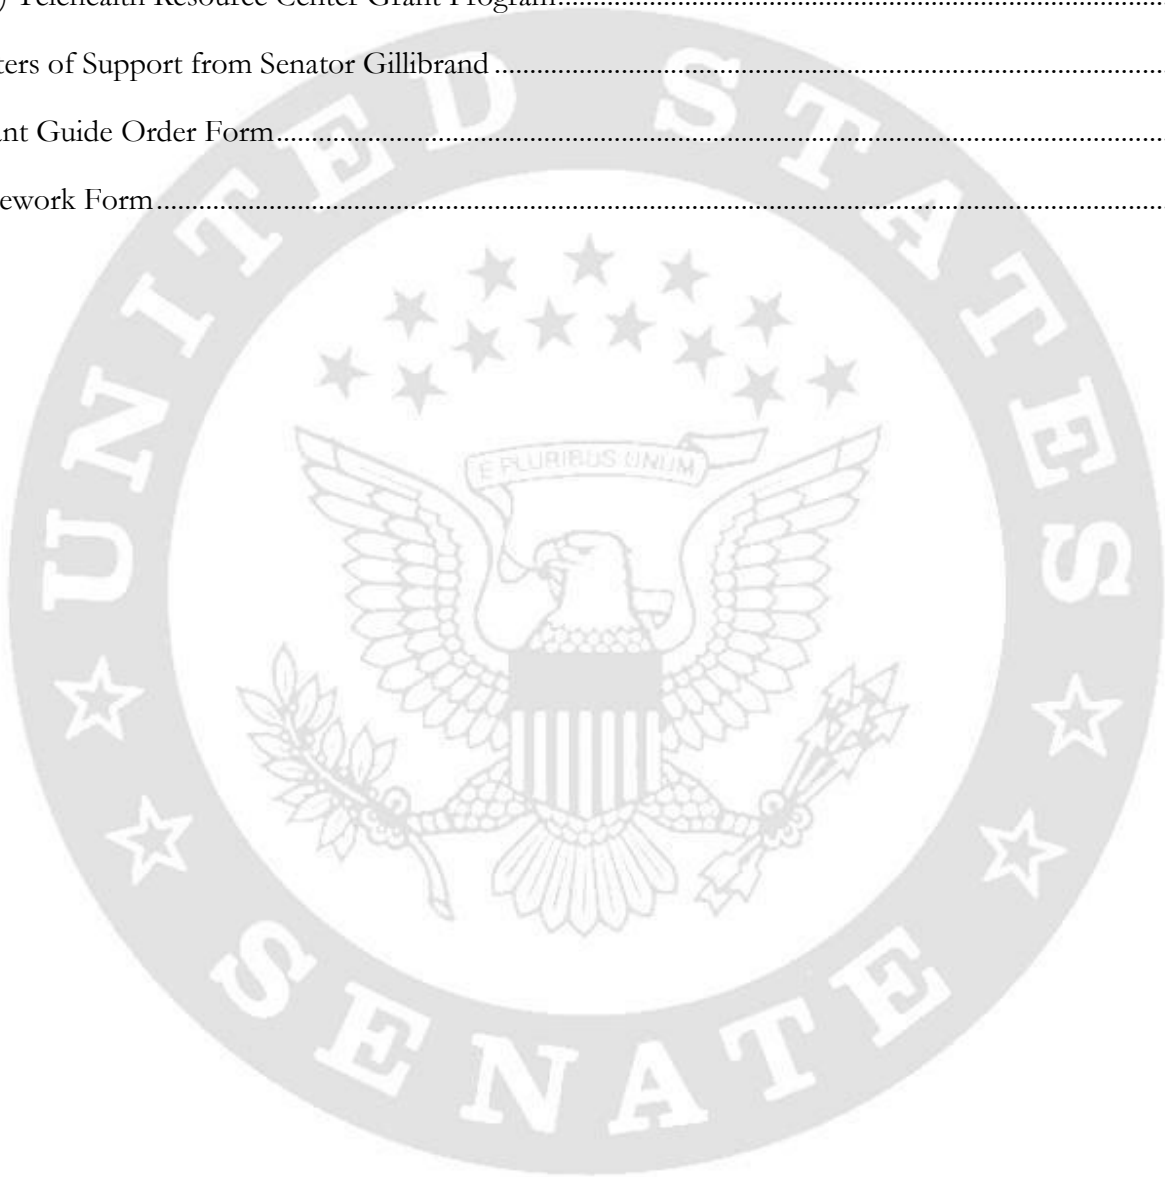 ) Telehealth Resource Center Grant Program........................................
ters of Support from Senator Gillibrand........................................
ant Guide Order Form........................................
ework Form........................................
UNITED STATES
E PLURIBUS UNUM
SENATE